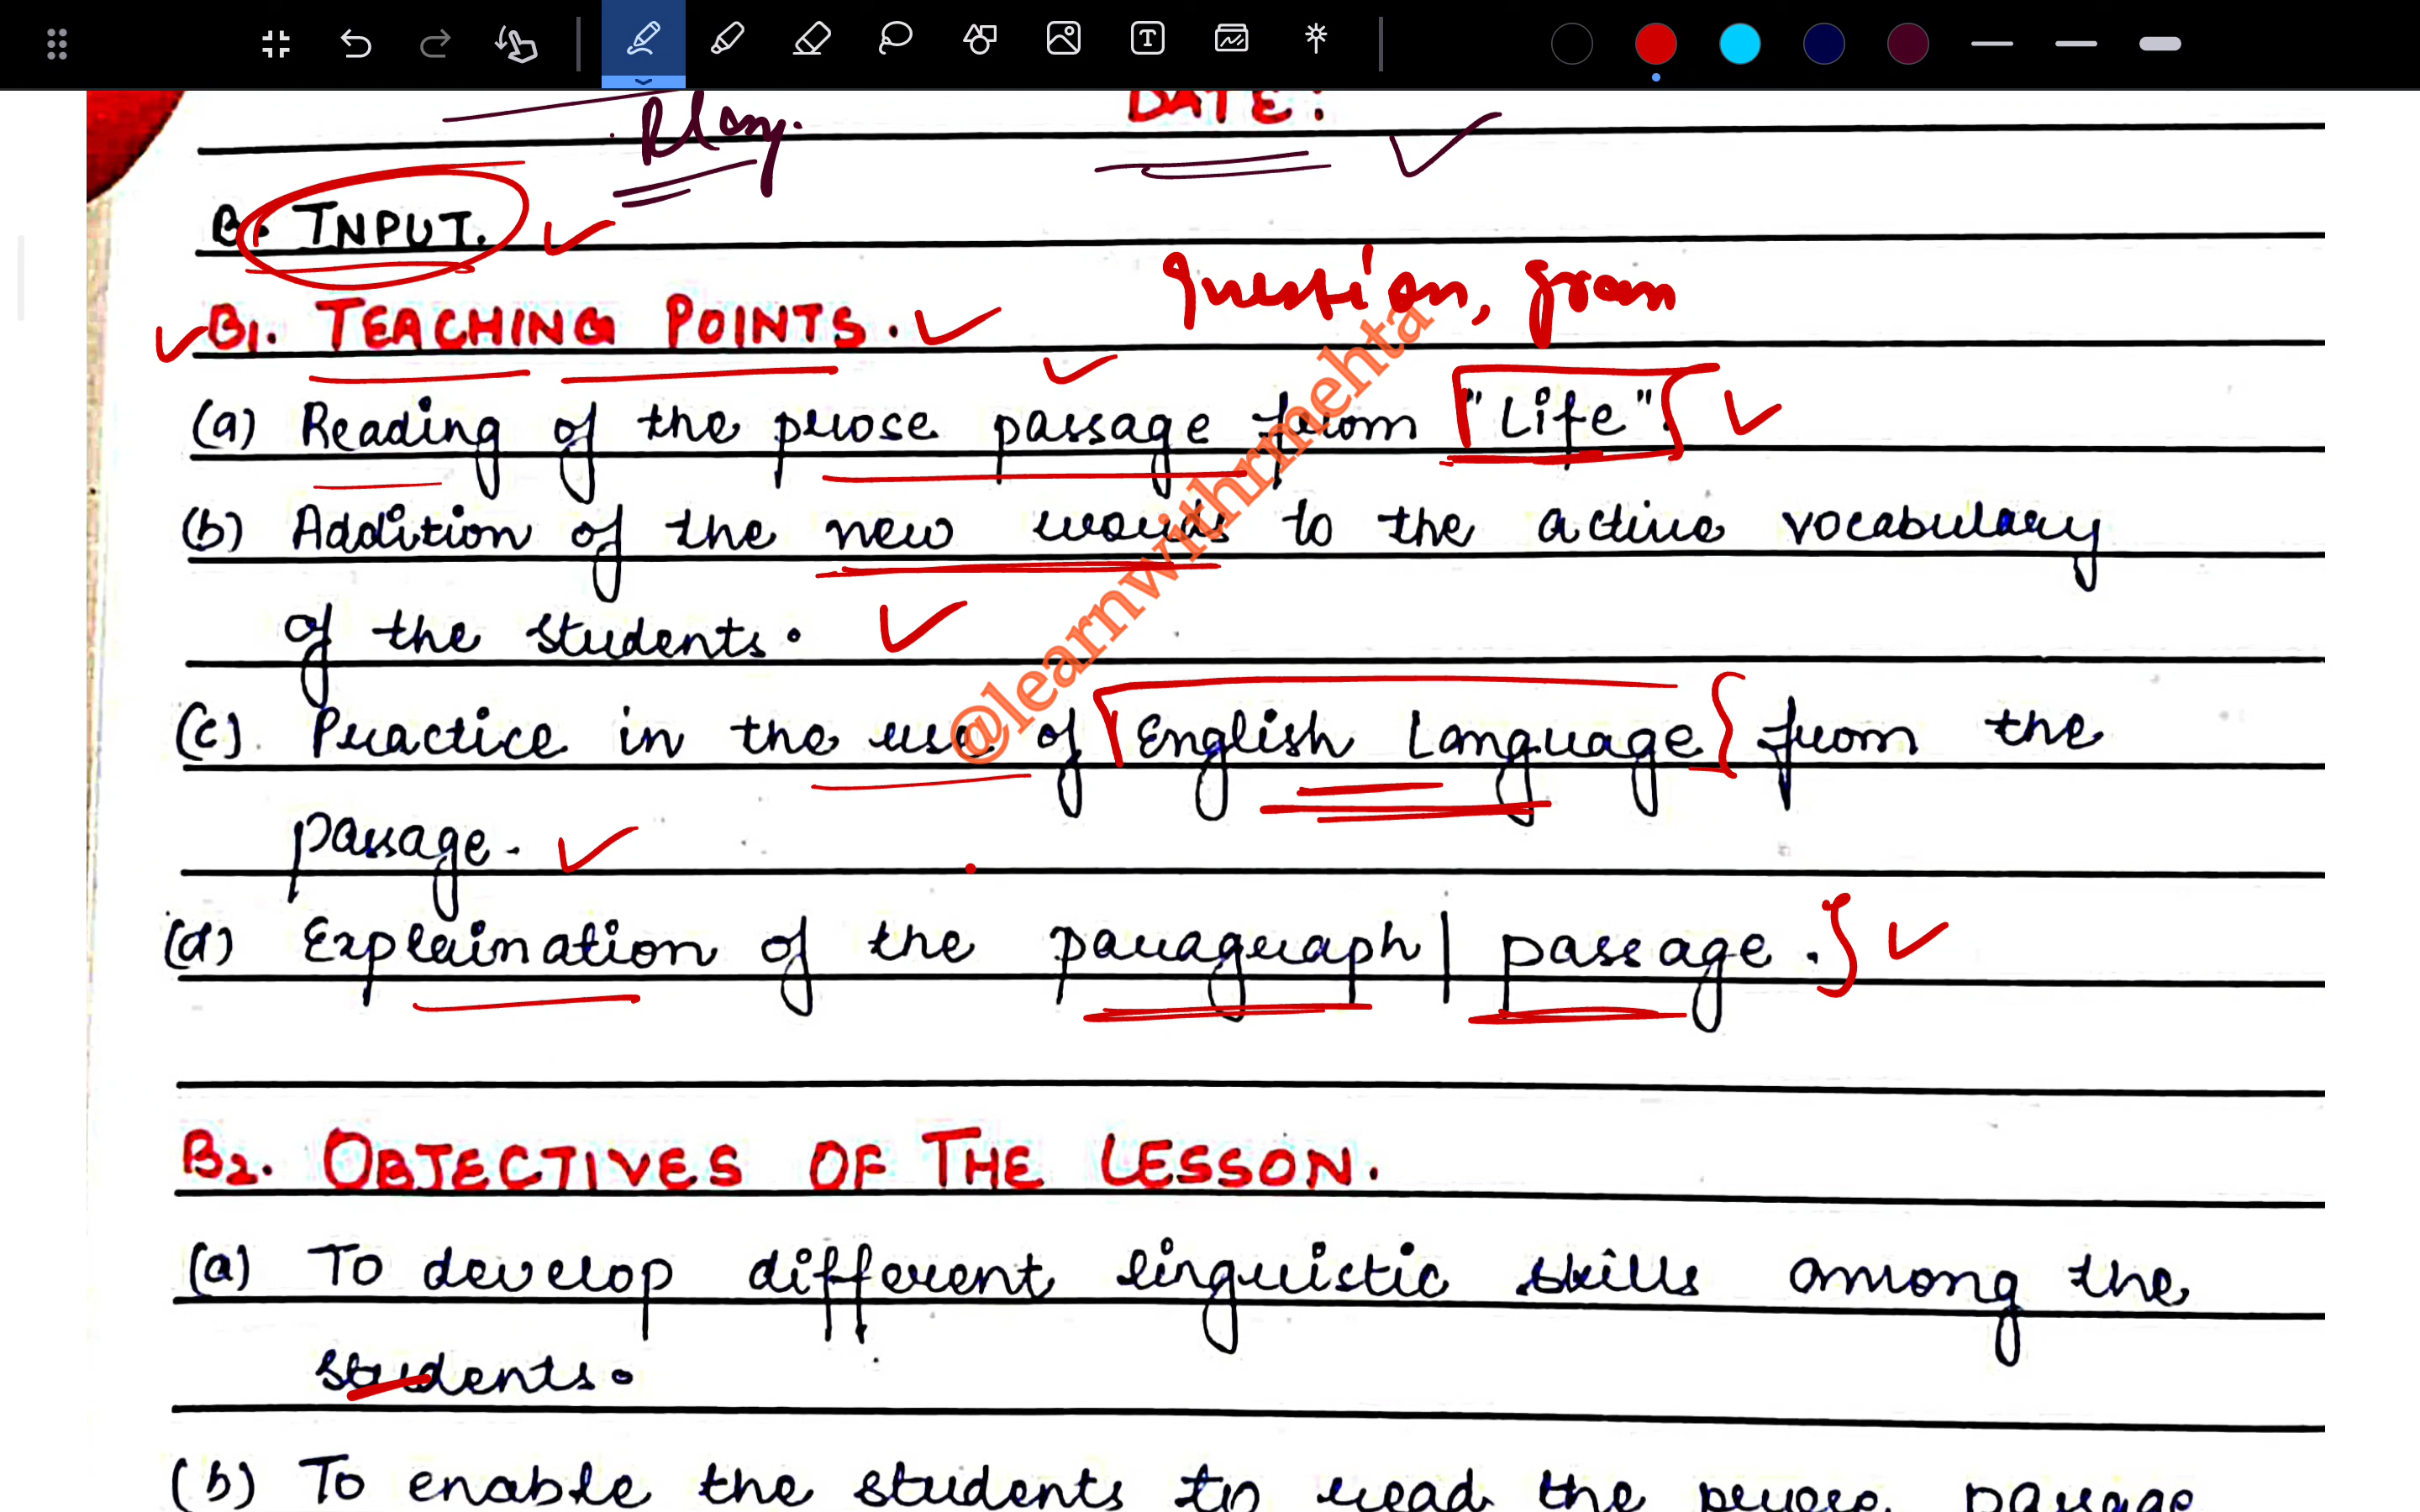 DATE:
Play.
B. INPUT.
Question, gram
B1. TEACHING POINTS.
(a) Reading of the prose passage from "Life".
(b) Addition of the new words to the active vocabulary
of the students.
(c). Practice in the use of English Language from the
passage.
(d) Explaination of the paragraph | passage.
B2. OBJECTIVES OF THE LESSON.
(a) To develop different linguistic skills among the
students.
(b) To enable the students to read the prose passage
@learnwithrmehta